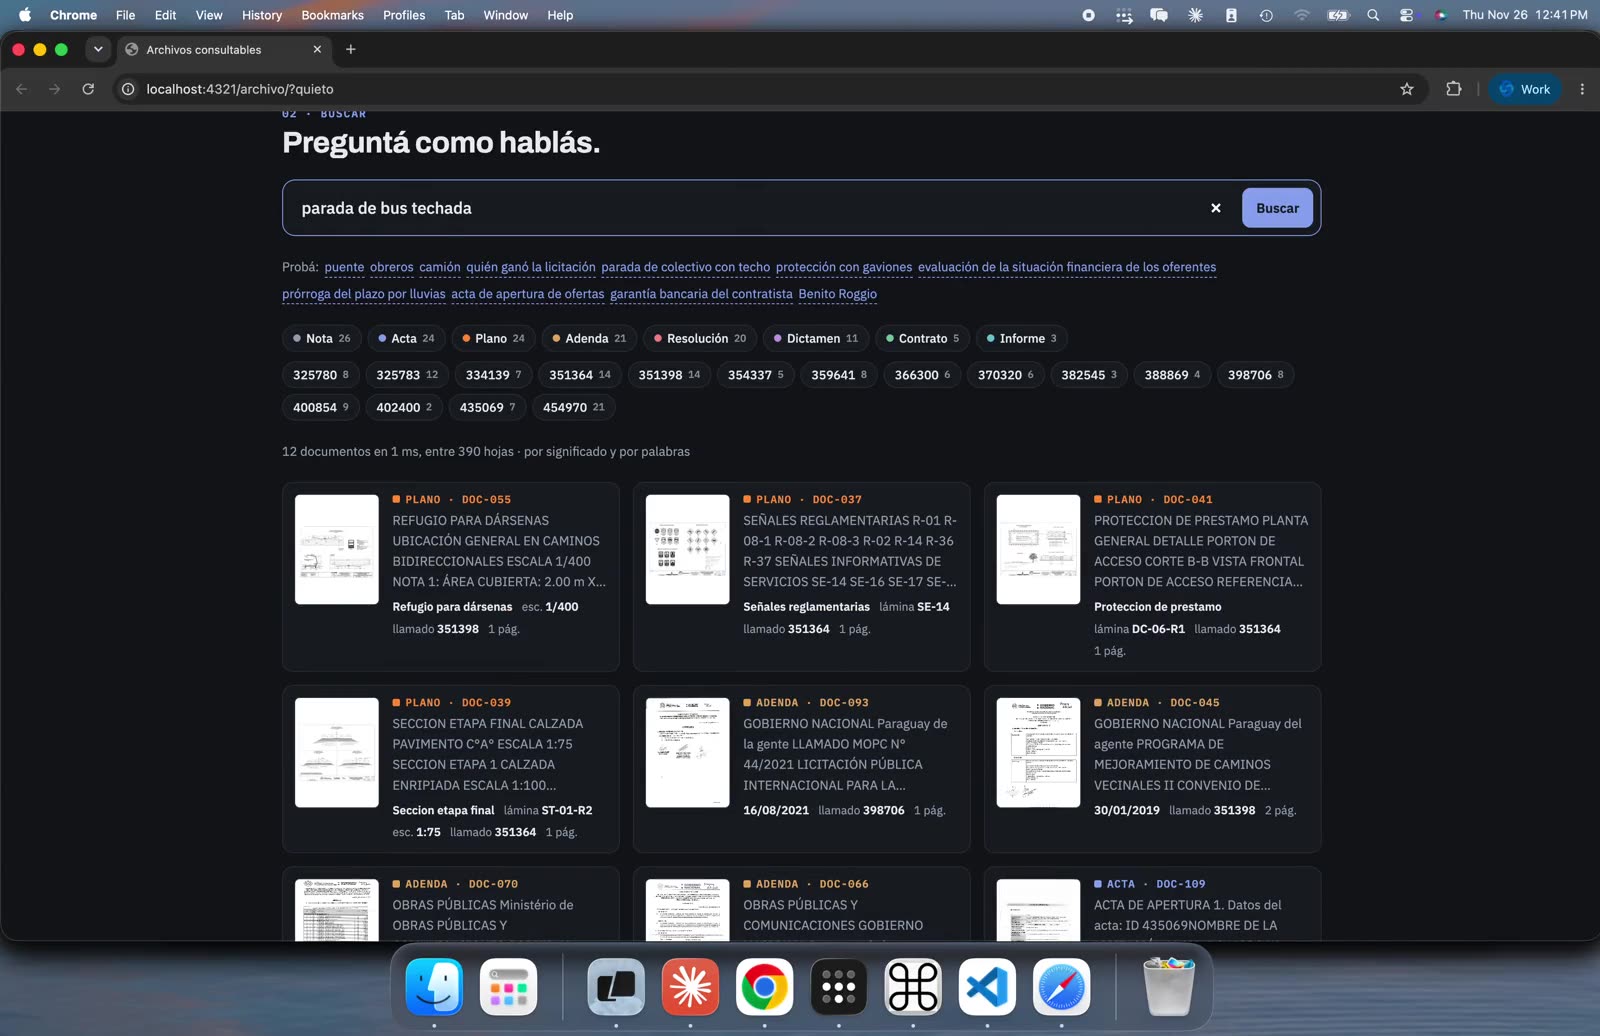 Chrome File Edit View History Bookmarks Profiles Tab Window Help
Thu Nov 26 12:41 PM
Archivos consultables
localhost:4321/archivo/?quieto
Work
02 · BUSCAR
Preguntá como hablás.
parada de bus techada
Buscar
Probá: puente obreros camión quién ganó la licitación parada de colectivo con techo protección con gaviones evaluación de la situación financiera de los oferentes
prórroga del plazo por lluvias acta de apertura de ofertas garantía bancaria del contratista Benito Roggio
Nota 26 Acta 24 Plano 24 Adenda 21 Resolución 20 Dictamen 11 Contrato 5 Informe 3
325780 8 325783 12 334139 7 351364 14 351398 14 354337 5 359641 8 366300 6 370320 6 382545 3 388869 4 398706 8
400854 9 402400 2 435069 7 454970 21
12 documentos en 1 ms, entre 390 hojas · por significado y por palabras
PLANO · DOC-055
REFUGIO PARA DÁRSENAS
UBICACIÓN GENERAL EN CAMINOS
BIDIRECCIONALES ESCALA 1/400
NOTA 1: ÁREA CUBIERTA: 2.00 m X...
Refugio para dársenas esc. 1/400
llamado 351398 1 pág.
PLANO · DOC-037
SEÑALES REGLAMENTARIAS R-01 R-
08-1 R-08-2 R-08-3 R-02 R-14 R-36
R-37 SEÑALES INFORMATIVAS DE
SERVICIOS SE-14 SE-16 SE-17 SE-...
Señales reglamentarias lámina SE-14
llamado 351364 1 pág.
PLANO · DOC-041
PROTECCION DE PRESTAMO PLANTA
GENERAL DETALLE PORTON DE
ACCESO CORTE B-B VISTA FRONTAL
PORTON DE ACCESO REFERENCIA...
Proteccion de prestamo
lámina DC-06-R1 llamado 351364
1 pág.
PLANO · DOC-039
SECCION ETAPA FINAL CALZADA
PAVIMENTO C°A° ESCALA 1:75
SECCION ETAPA 1 CALZADA
ENRIPIADA ESCALA 1:100...
Seccion etapa final lámina ST-01-R2
esc. 1:75 llamado 351364 1 pág.
ADENDA · DOC-093
GOBIERNO NACIONAL Paraguay de
la gente LLAMADO MOPC N°
44/2021 LICITACIÓN PÚBLICA
INTERNACIONAL PARA LA...
16/08/2021 llamado 398706 1 pág.
ADENDA · DOC-045
GOBIERNO NACIONAL Paraguay del
agente PROGRAMA DE
MEJORAMIENTO DE CAMINOS
VECINALES II CONVENIO DE...
30/01/2019 llamado 351398 2 pág.
ADENDA · DOC-070
OBRAS PÚBLICAS Ministério de
OBRAS PÚBLICAS Y
ADENDA · DOC-066
OBRAS PÚBLICAS Y
COMUNICACIONES GOBIERNO
ACTA · DOC-109
ACTA DE APERTURA 1. Datos del
acta: ID 435069NOMBRE DE LA